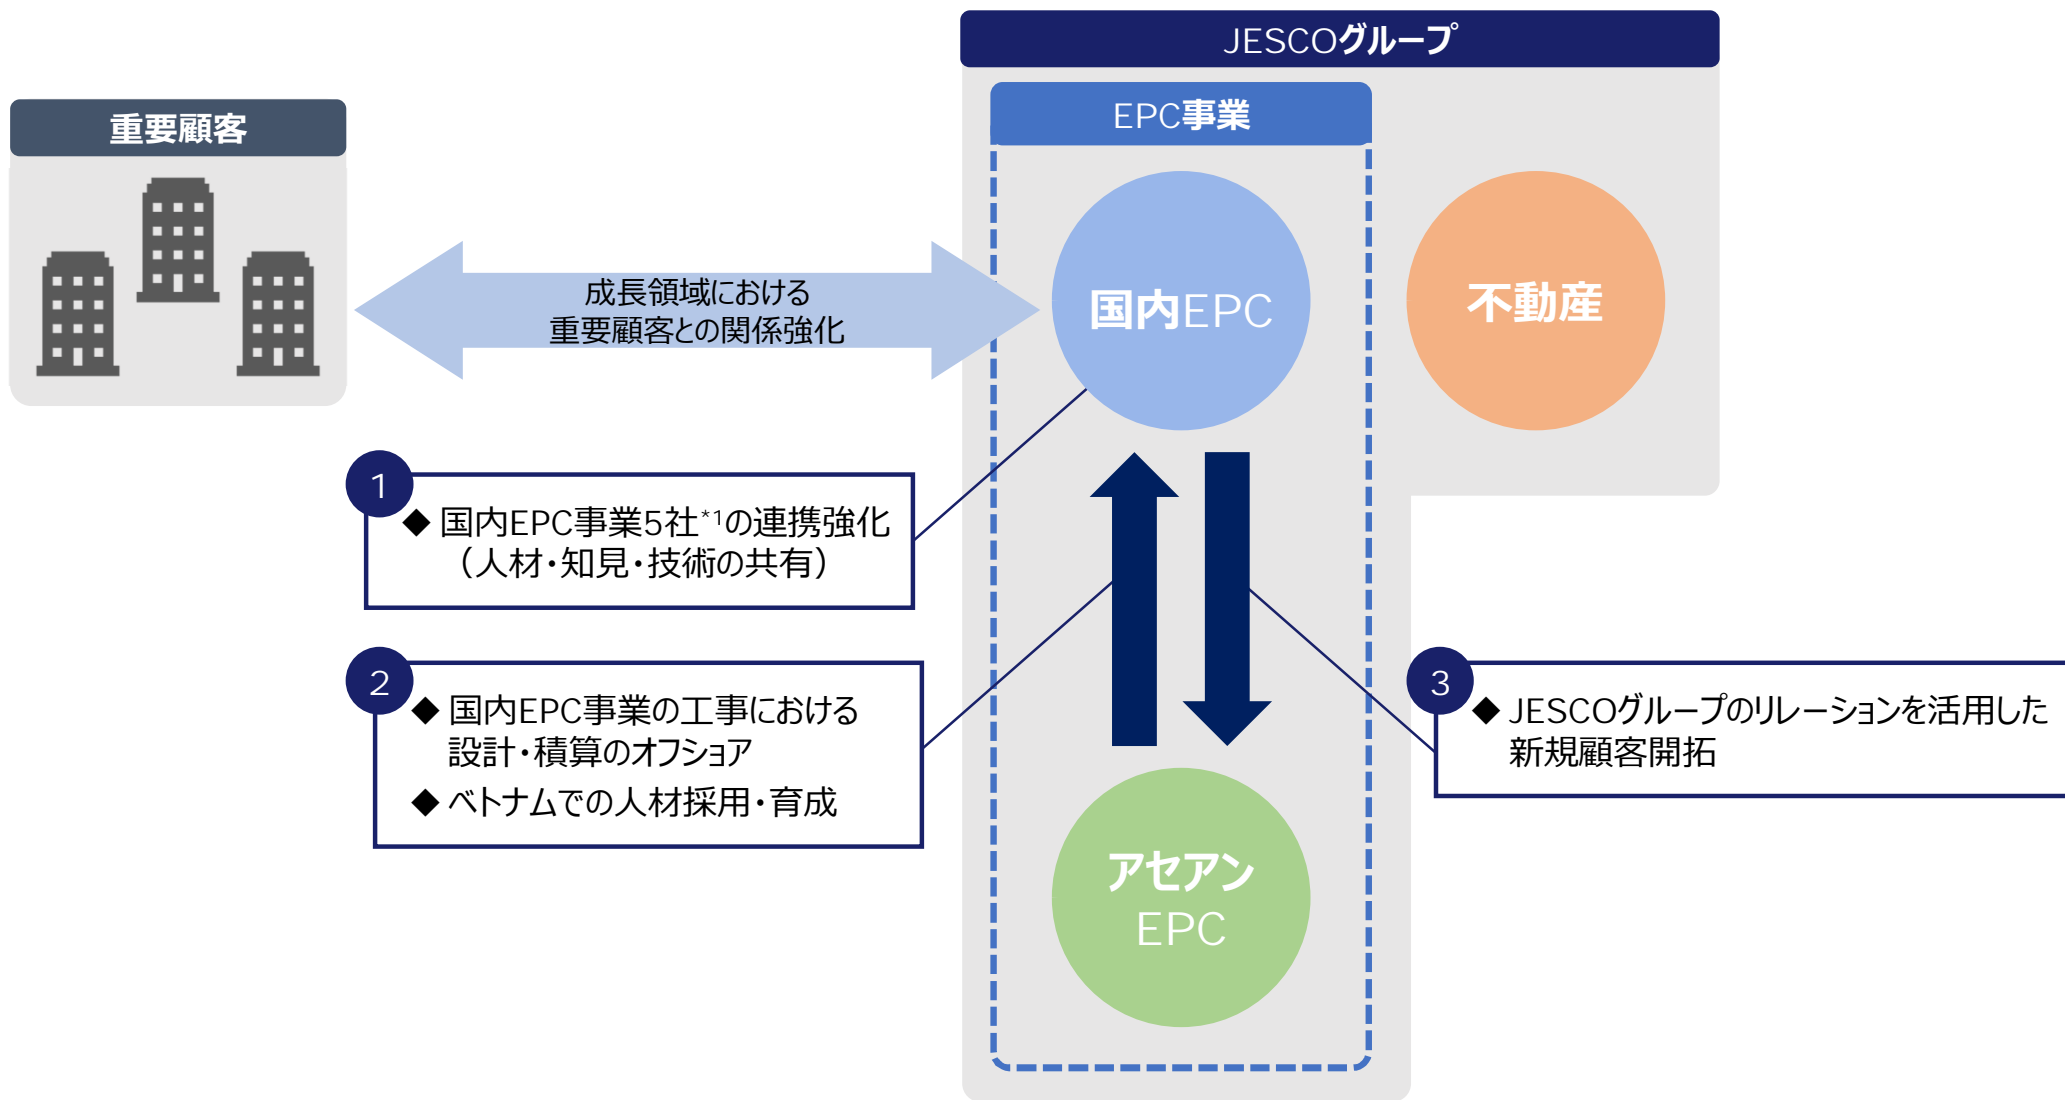 JESCOグループ
重要顧客
EPC事業
成長領域における
重要顧客との関係強化
国内EPC
不動産
1
◆ 国内EPC事業5社*1の連携強化
（人材・知見・技術の共有）
2
◆ 国内EPC事業の工事における
設計・積算のオフショア
◆ ベトナムでの人材採用・育成
3
◆ JESCOグループのリレーションを活用した
新規顧客開拓
アセアン
EPC